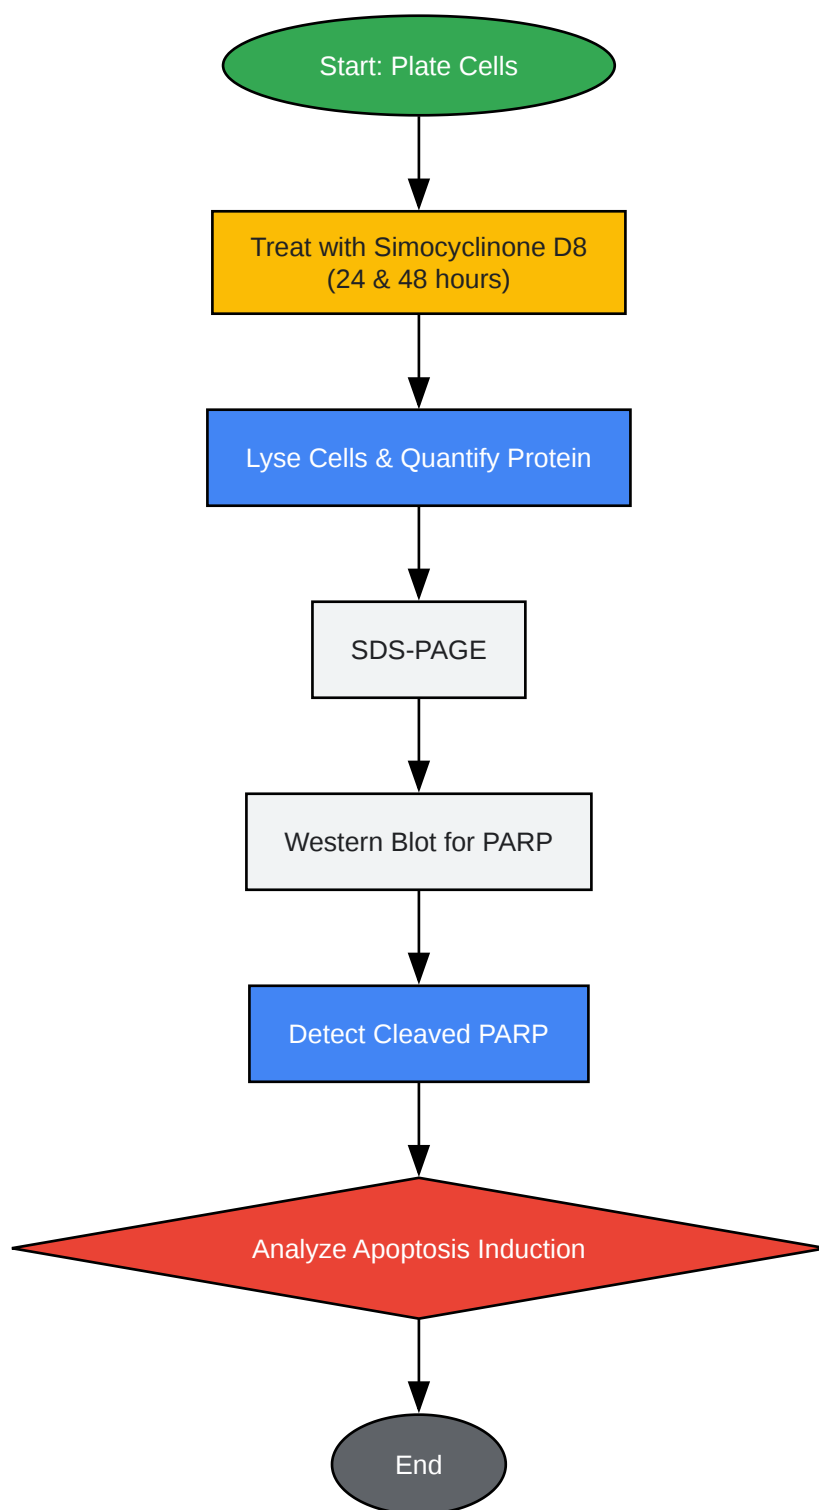 Start: Plate Cells
Treat with Simocyclinone D8
(24 & 48 hours)
Lyse Cells & Quantify Protein
SDS-PAGE
Western Blot for PARP
Detect Cleaved PARP
Analyze Apoptosis Induction
End